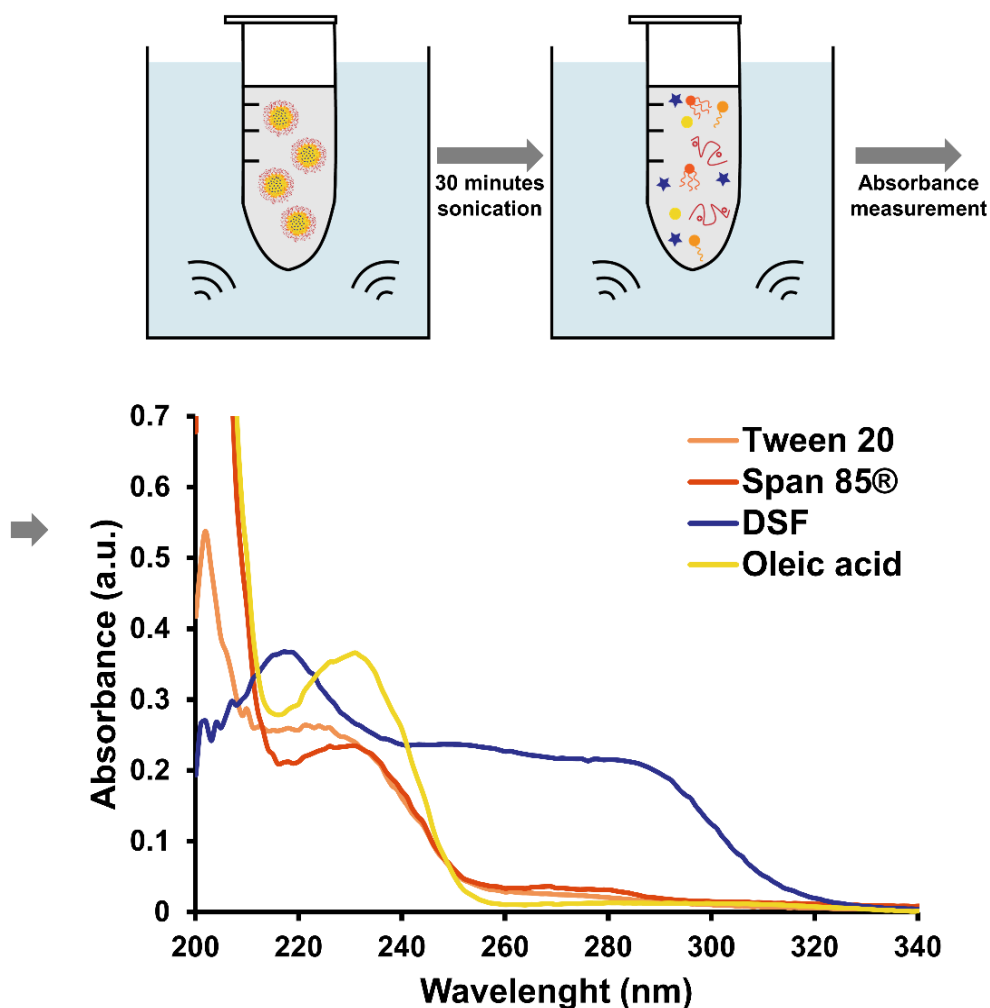 30 minutes
sonication
Absorbance
measurement
Absorbance (a.u.)
0.7
0.6
0.5
0.4
0.3
0.2
0.1
0
Tween 20
Span 85®
DSF
Oleic acid
200 220 240 260 280 300 320 340
Wavelenght (nm)